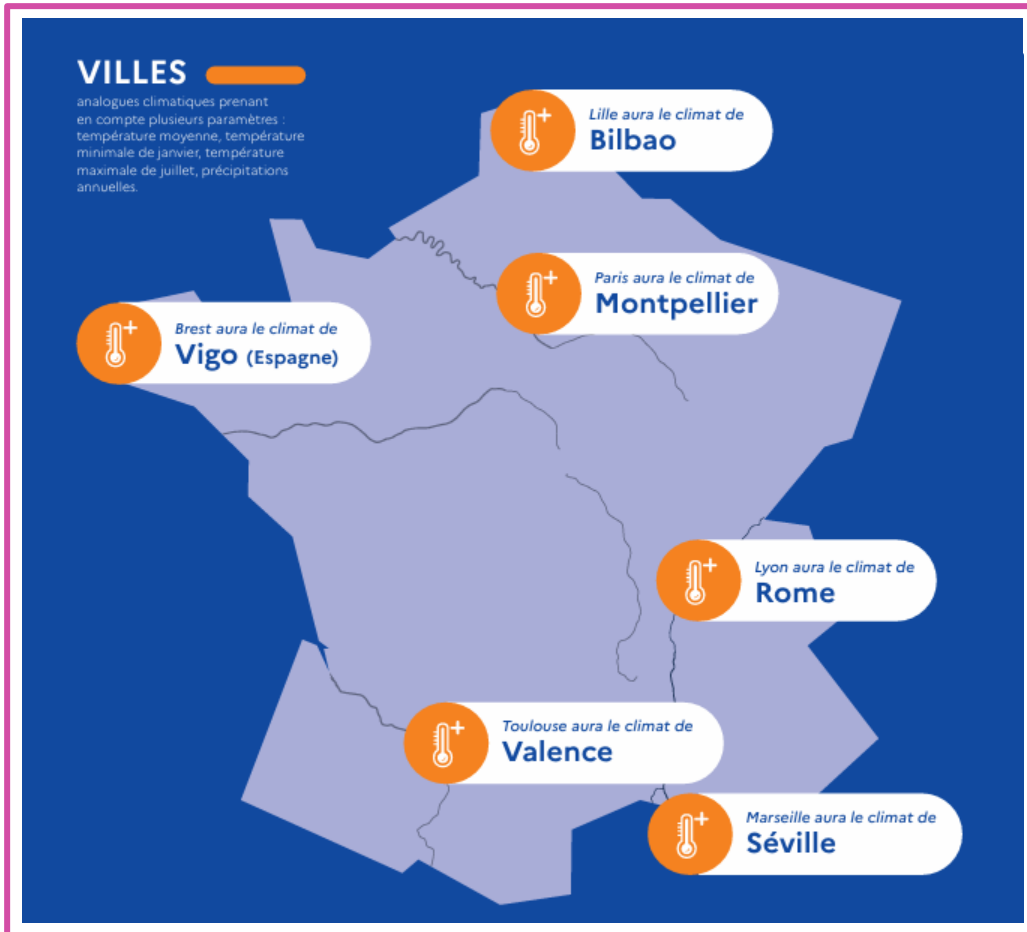 VILLES
analogues climatiques prenant
en compte plusieurs paramètres :
température moyenne, température
minimale de janvier, température
maximale de juillet, précipitations
annuelles.
Lille aura le climat de
Bilbao
Paris aura le climat de
Montpellier
Brest aura le climat de
Vigo (Espagne)
Lyon aura le climat de
Rome
Toulouse aura le climat de
Valence
Marseille aura le climat de
Séville